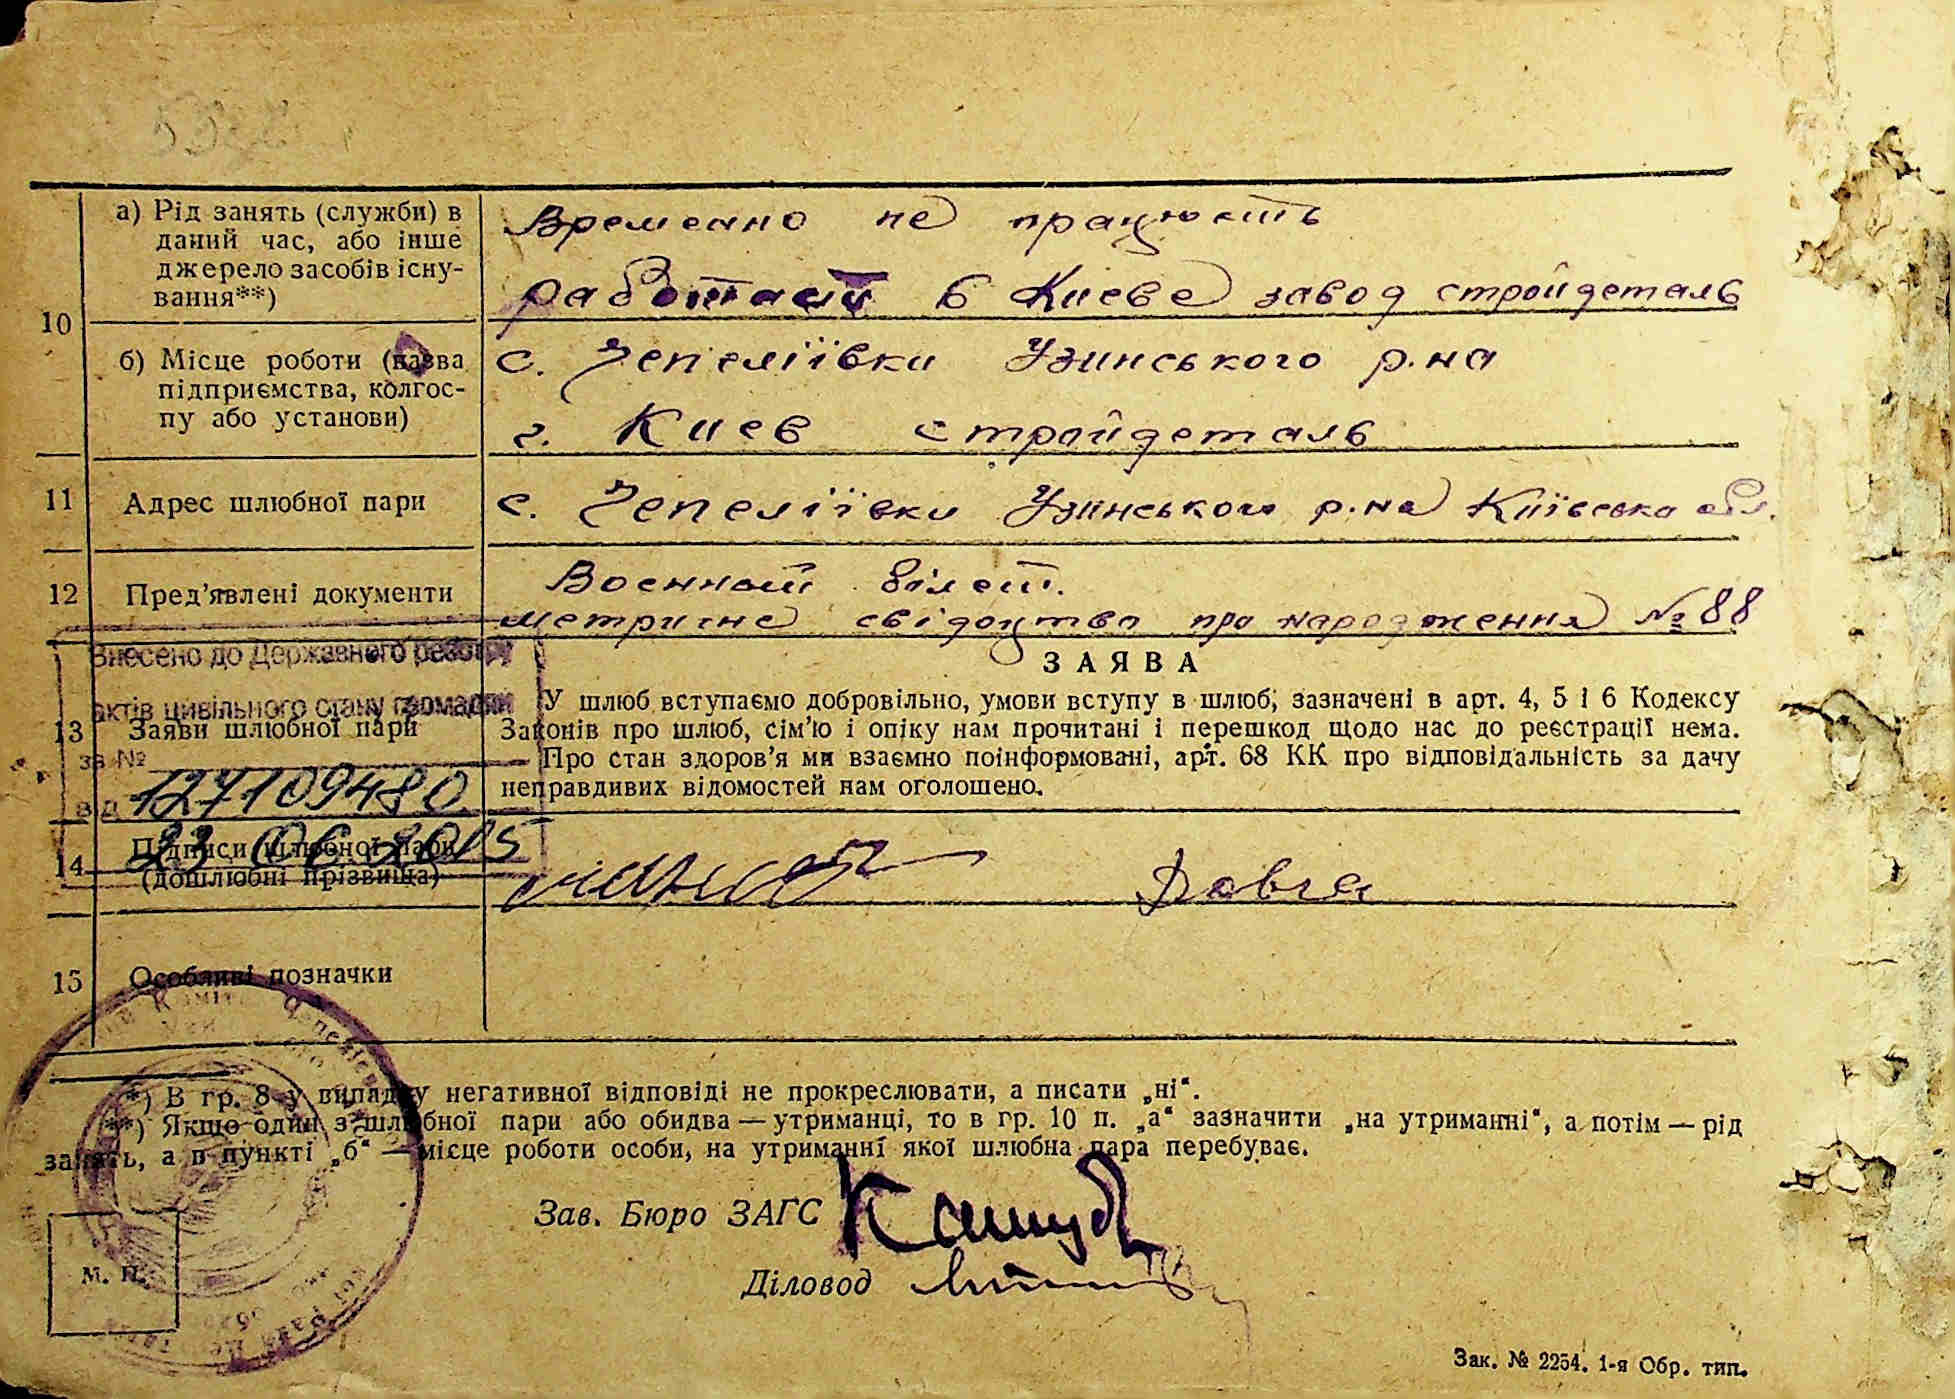 10
а) Рід занять (служби) в
даний час, або інше
джерело засобів існу-
вання**)
Временно не працюєть
работаєт в Киеве завод стройдеталь
б) Місце роботи (назва
підприємства, колгос-
пу або установи)
с. Чепеліївки Узинського р-на
г. Киев стройдеталь
11
Адрес шлюбної пари
с. Чепеліївки Узинського р-на Київська обл.
12
Пред’явлені документи
Военный білет.
метричне свідоцтво про народження № 88
Внесено до Державного реєстру
актів цивільного стану громадян
за №
127109480
від
23 06 2015
13
Заяви шлюбної пари
ЗАЯВА
У шлюб вступаємо добровільно, умови вступу в шлюб, зазначені в арт. 4, 5 і 6 Кодексу
Законів про шлюб, сім’ю і опіку нам прочитані і перешкод щодо нас до реєстрації нема.
Про стан здоров’я ми взаємно поінформовані, арт. 68 КК про відповідальність за дачу
неправдивих відомостей нам оголошено.
14
Підписи шлюбної пари
(дошлюбні прізвища)
Довга
15
Особливі позначки
*) В гр. 8 у випадку негативної відповіді не прокреслювати, а писати „ні“.
**) Якщо один з шлюбної пари або обидва — утриманці, то в гр. 10 п. „а“ зазначити „на утриманні“, а потім — рід
занять, а в пункті „б“ — місце роботи особи, на утриманні якої шлюбна пара перебуває.
Зав. Бюро ЗАГС
Діловод
М. П.
Зак. № 2254. 1-я Обр. тип.